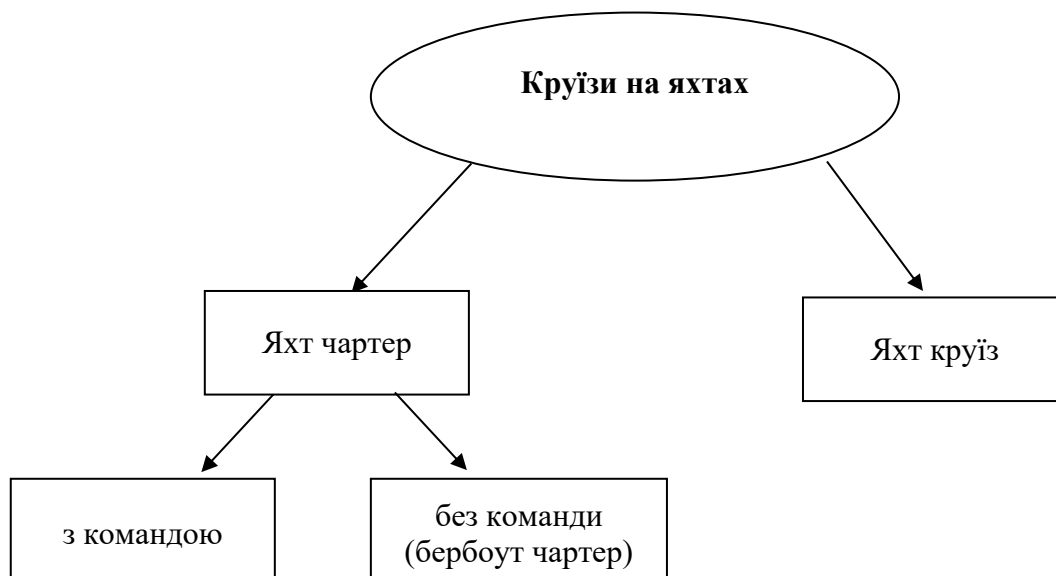 Круїзи на яхтах
Яхт чартер
Яхт круїз
з командою
без команди
(бербоут чартер)